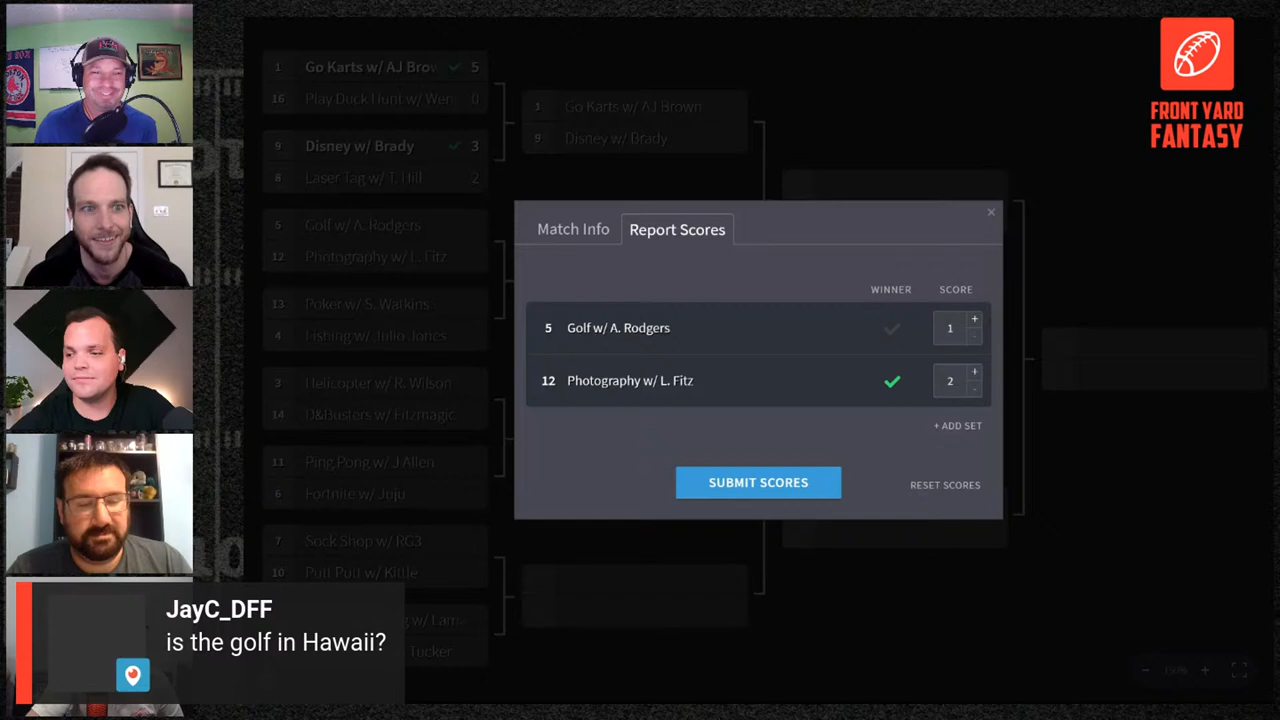 1 Go Karts w/ AJ Brov 5
16 Play Duck Hunt w/ Wen 0
9 Disney w/ Brady 3
8 Laser Tag w/ T. Hill 2
5 Golf w/ A. Rodgers
12 Photography w/ L. Fitz
13 Poker w/ S. Watkins
4 Fishing w/ Julio Jones
3 Helicopter w/ R. Wilson
14 D&Busters w/ Fitzmagic
11 Ping Pong w/ J Allen
6 Fortnite w/ Juju
7 Sock Shop w/ RG3
10 Putt Putt w/ Kittle
Tucker
1 Go Karts w/ AJ Brown
9 Disney w/ Brady
Match Info
Report Scores
×
WINNER SCORE
5 Golf w/ A. Rodgers 1 + -
12 Photography w/ L. Fitz 2 + -
+ ADD SET
SUBMIT SCORES
RESET SCORES
FRONT YARD
FANTASY
JayC_DFF
is the golf in Hawaii?